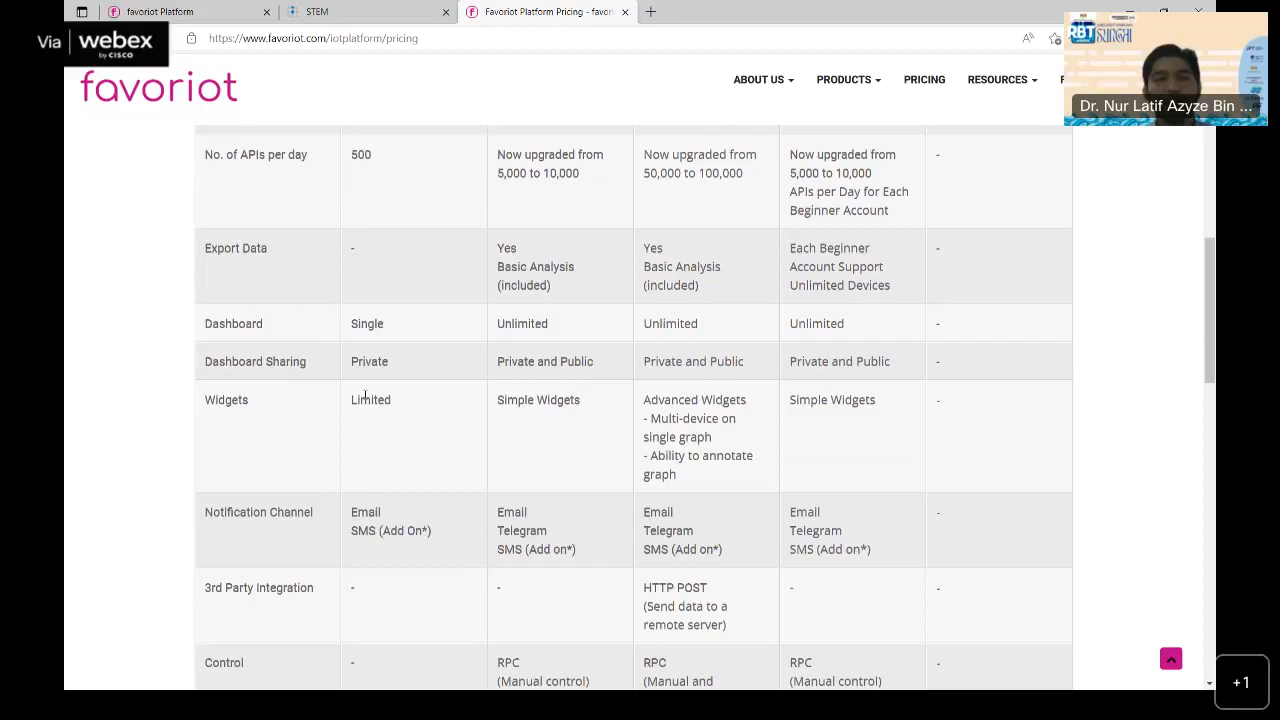 favoriot Platform
STEM
Favoriot Platform Pricing - favor
Via webex
by CISCO
https://www.favoriot.com/iotplatformpricing
favoriot
ABOUT US
PRODUCTS
PRICING
RESOURCES
RBT
SUNGAI
Dr. Nur Latif Azyze Bin ...
No. of APIs per day
500
Now upgraded from
5,000 to 10,000
Now upgraded from
50,000 to 100,000
Now upgraded from
5,000 to 10,000
APIs per Day for Each
Beginner Account
-
Export Data
-
Yes
Basic Analysis
(included)
Yes
Basic Analysis
(included)
Each Beginner
Account Support
Unlimited Devices
-
Dashboard
Single
Unlimited
Unlimited
Unlimited
-
Dashboard Sharing
Private
Private and Public
Private and Public
Private and Public
-
Widgets
Limited
Simple Widgets
Advanced Widgets
- Multi-device on
single graph
- Ability to annotate
graph
Simple Widgets
-
Notification Channel
Email
SMS (Add On*)
Email
Telegram
SMS (Add on*)
Email
Telegram
SMS (Add on*)
Email
Telegram
SMS (Add on*)
-
3rd Party Integration
-
-
HTTP POST
(Send data to a
remote server)
-
-
Control
-
RPC
(Manual control)
RPC
(Manual and
RPC
(Manual control)
-
+1